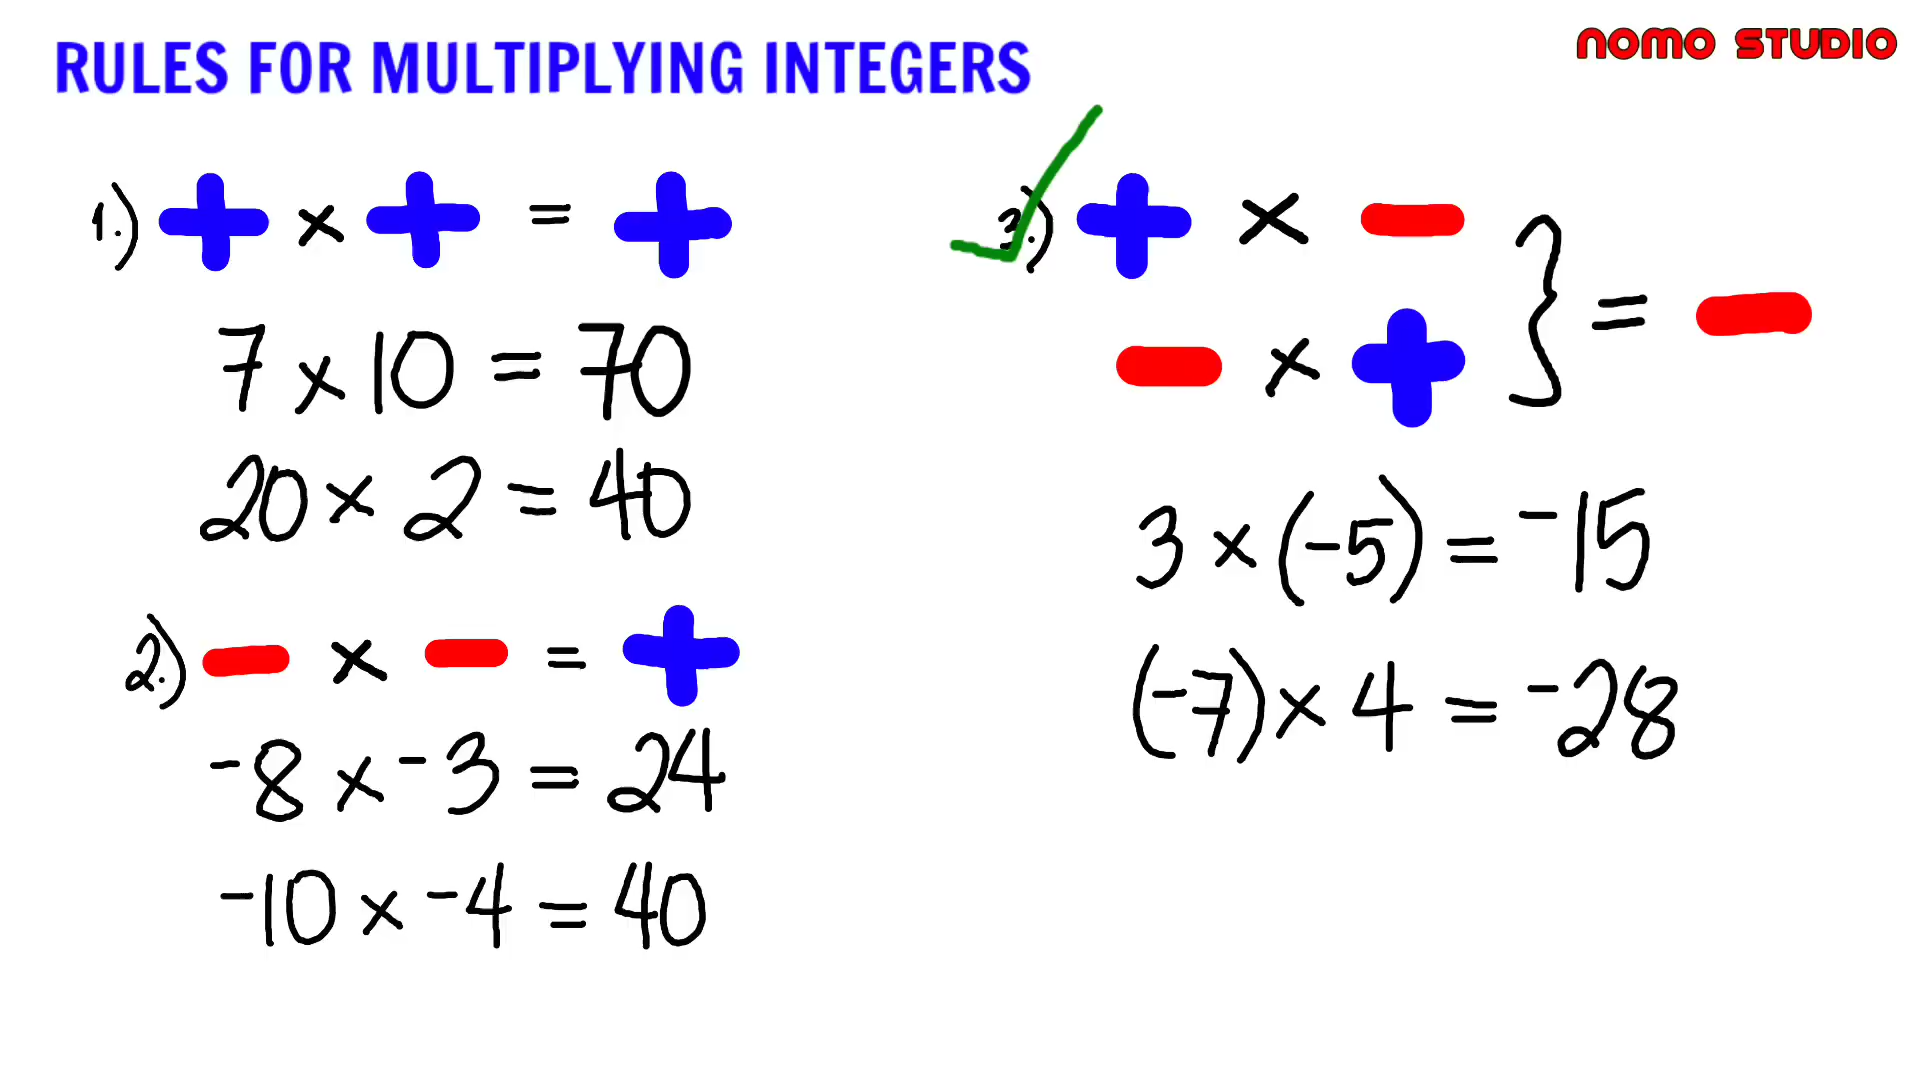 RULES FOR MULTIPLYING INTEGERS
NOMO STUDIO
1.) + × + = +
7 × 10 = 70
20 × 2 = 40
2.) - × - = +
-8 × -3 = 24
-10 × -4 = 40
3.) + × -
- × + } = -
3 × (-5) = -15
(-7) × 4 = -28